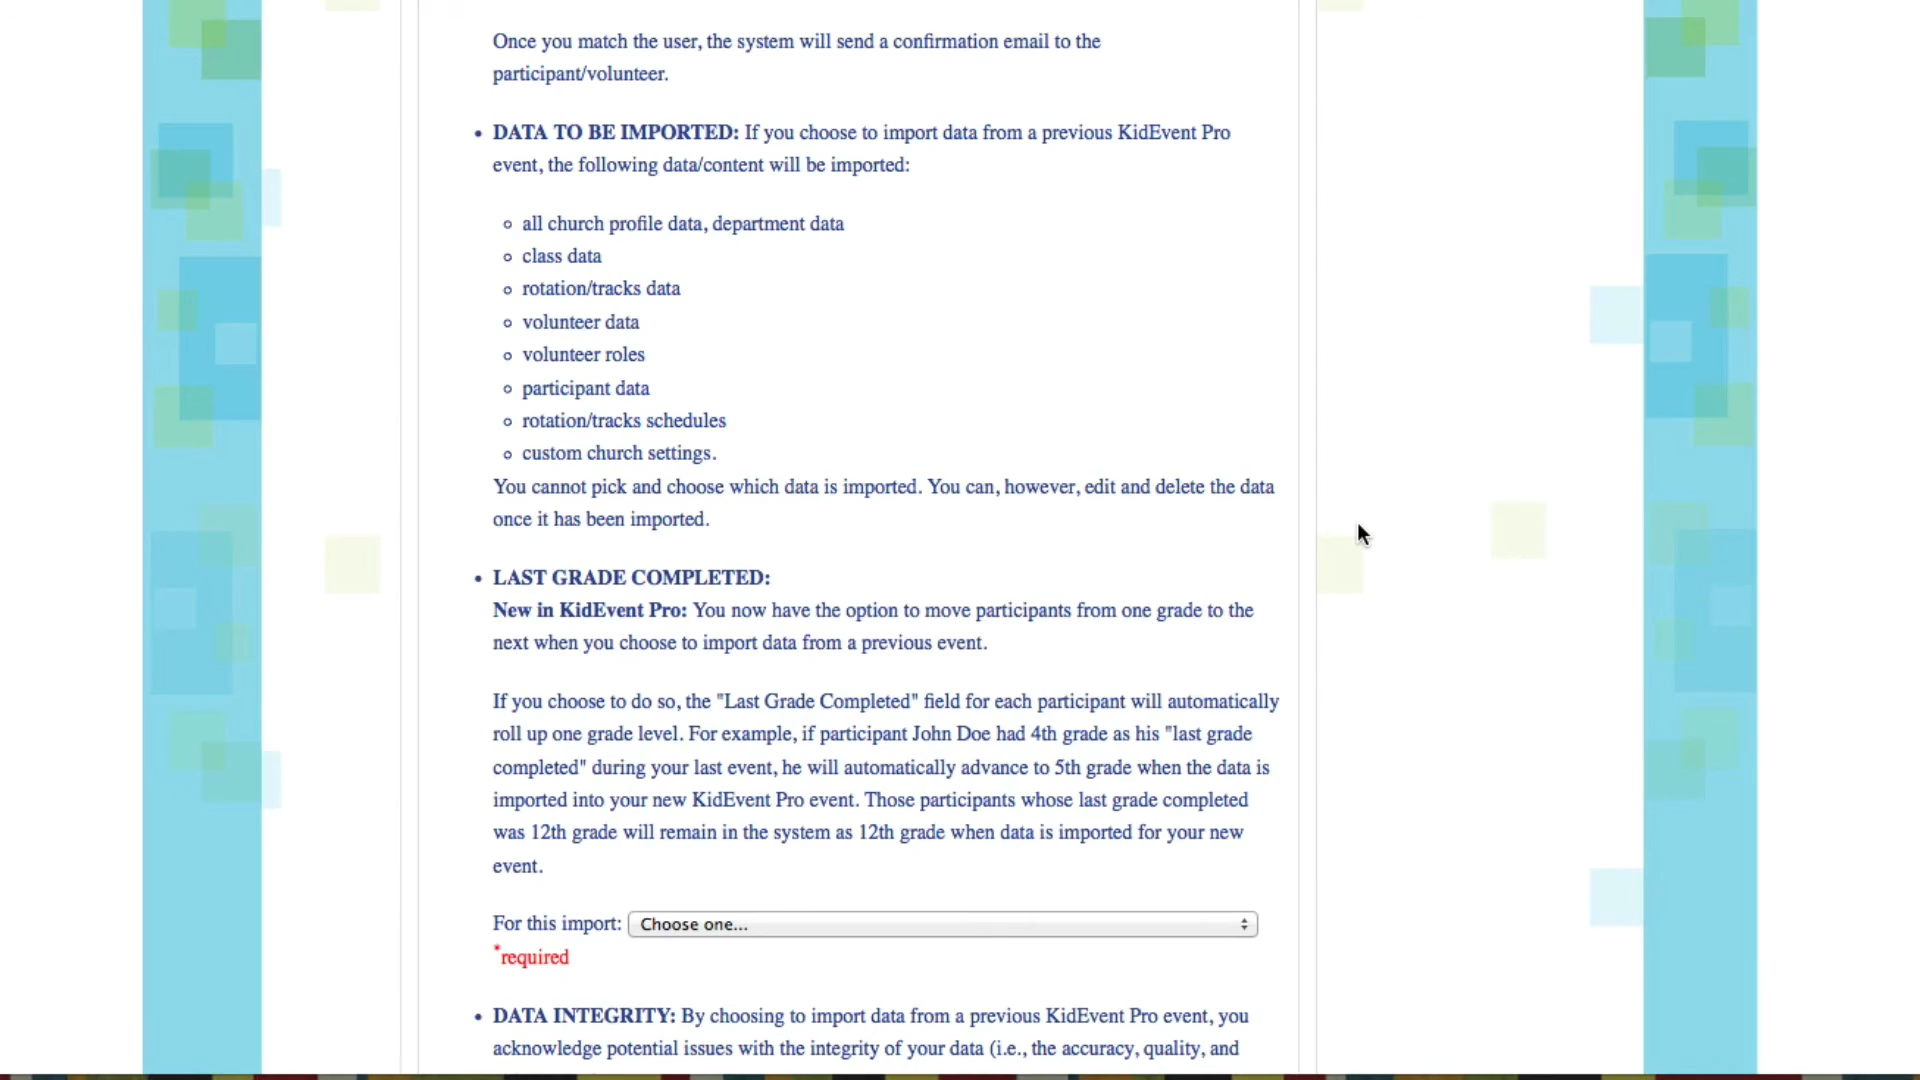 Once you match the user, the system will send a confirmation email to the
participant/volunteer.
• DATA TO BE IMPORTED: If you choose to import data from a previous KidEvent Pro
event, the following data/content will be imported:
all church profile data, department data
class data
rotation/tracks data
volunteer data
volunteer roles
participant data
rotation/tracks schedules
custom church settings.
You cannot pick and choose which data is imported. You can, however, edit and delete the data
once it has been imported.
• LAST GRADE COMPLETED:
New in KidEvent Pro: You now have the option to move participants from one grade to the
next when you choose to import data from a previous event.
If you choose to do so, the "Last Grade Completed" field for each participant will automatically
roll up one grade level. For example, if participant John Doe had 4th grade as his "last grade
completed" during your last event, he will automatically advance to 5th grade when the data is
imported into your new KidEvent Pro event. Those participants whose last grade completed
was 12th grade will remain in the system as 12th grade when data is imported for your new
event.
For this import: Choose one...
*required
• DATA INTEGRITY: By choosing to import data from a previous KidEvent Pro event, you
acknowledge potential issues with the integrity of your data (i.e., the accuracy, quality, and